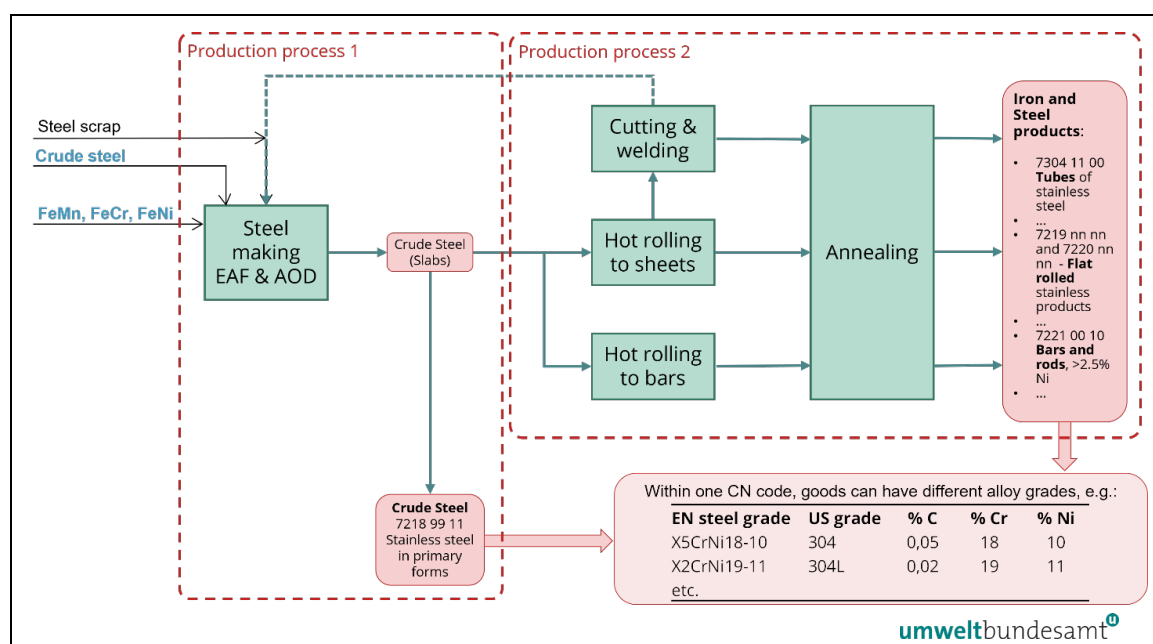 Production process 1
Production process 2
Steel scrap
Crude steel
FeMn, FeCr, FeNi
Steel
making
EAF & AOD
Crude Steel
(Slabs)
Cutting &
welding
Hot rolling
to sheets
Hot rolling
to bars
Annealing
Iron and
Steel
products:
• 7304 11 00
Tubes of
stainless
steel
• ...
• 7219 nn nn
and 7220 nn
nn - Flat
rolled
stainless
products
• ...
• 7221 00 10
Bars and
rods, >2.5%
Ni
• ...
Crude Steel
7218 99 11
Stainless steel
in primary
forms
Within one CN code, goods can have different alloy grades, e.g.:
EN steel grade US grade % C % Cr % Ni
X5CrNi18-10 304 0,05 18 10
X2CrNi19-11 304L 0,02 19 11
etc.
umweltbundesamt u